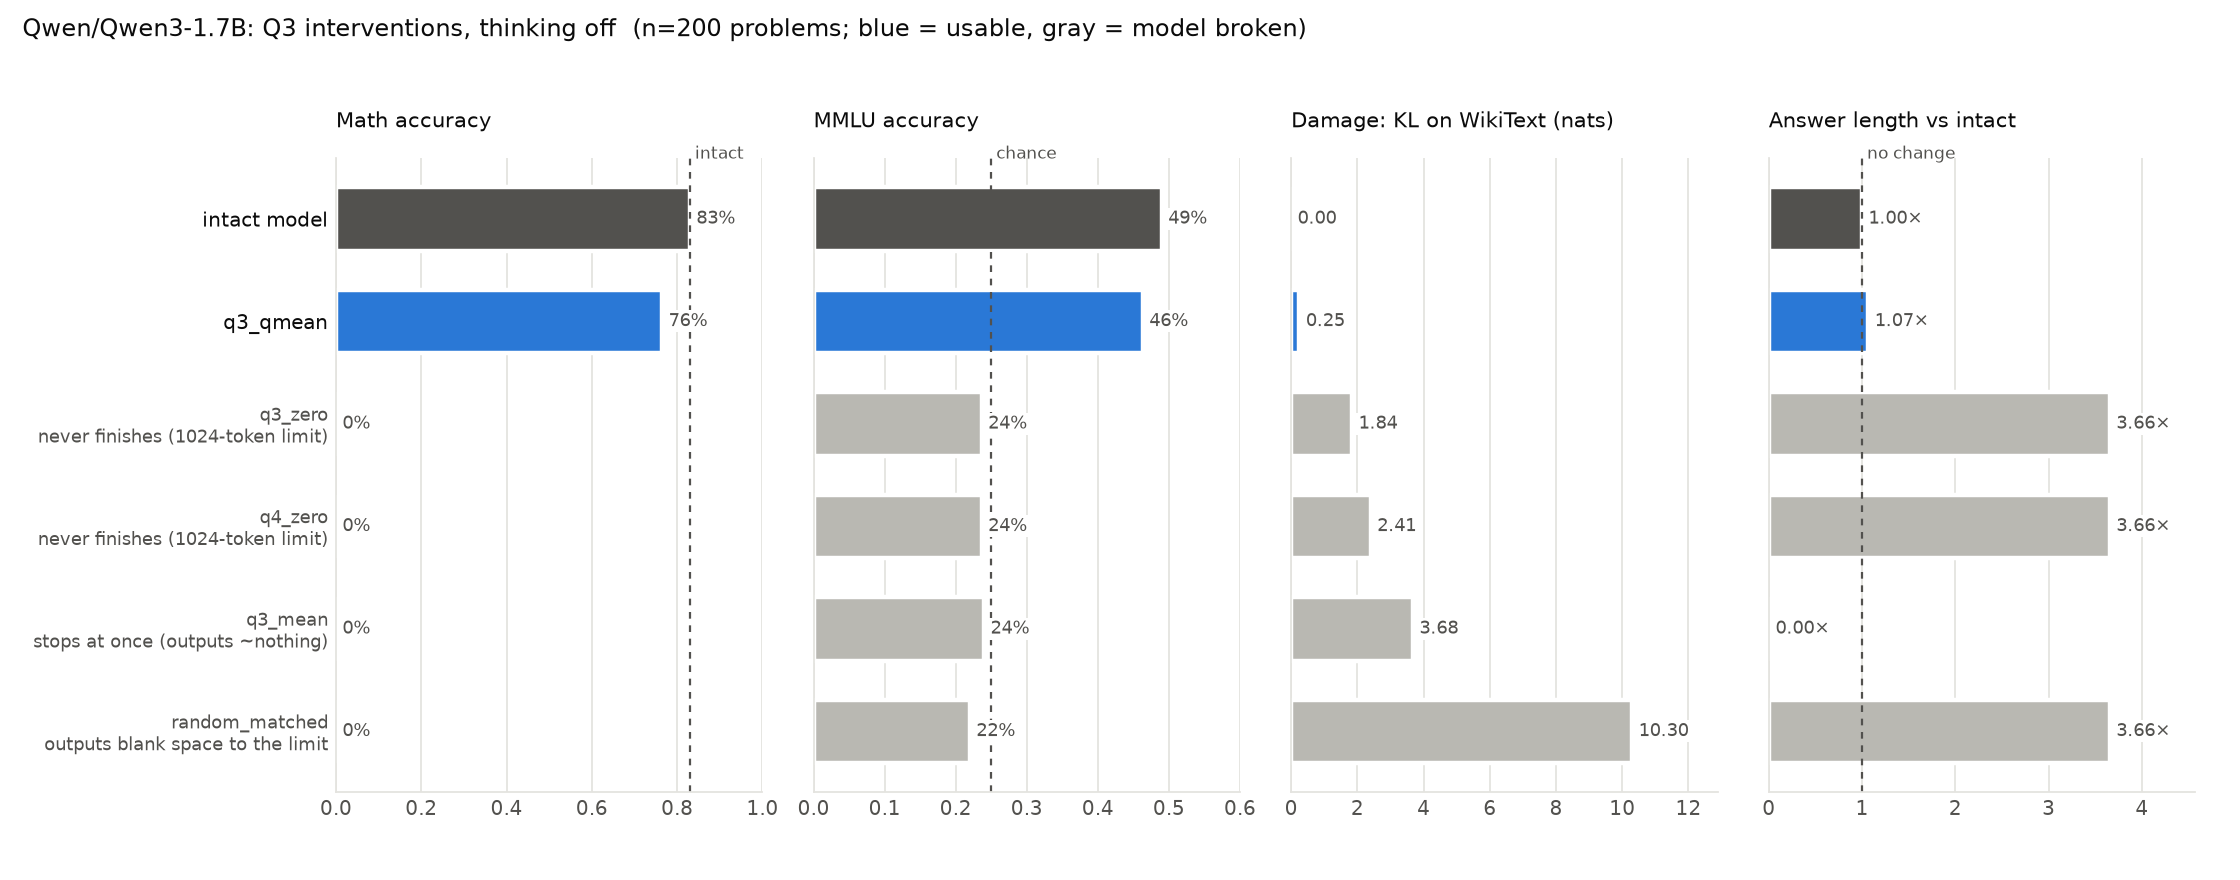 Qwen/Qwen3-1.7B: Q3 interventions, thinking off  (n=200 problems; blue = usable, gray = model broken)
Math accuracy
MMLU accuracy
Damage: KL on WikiText (nats)
Answer length vs intact
intact
chance
no change
intact model
83%
49%
0.00
1.00×
q3_qmean
76%
46%
0.25
1.07×
q3_zero
never finishes (1024-token limit)
0%
24%
1.84
3.66×
q4_zero
never finishes (1024-token limit)
0%
24%
2.41
3.66×
q3_mean
stops at once (outputs ~nothing)
0%
24%
3.68
0.00×
random_matched
outputs blank space to the limit
0%
22%
10.30
3.66×
0.0 0.2 0.4 0.6 0.8 1.0
0.0 0.1 0.2 0.3 0.4 0.5 0.6
0 2 4 6 8 10 12
0 1 2 3 4